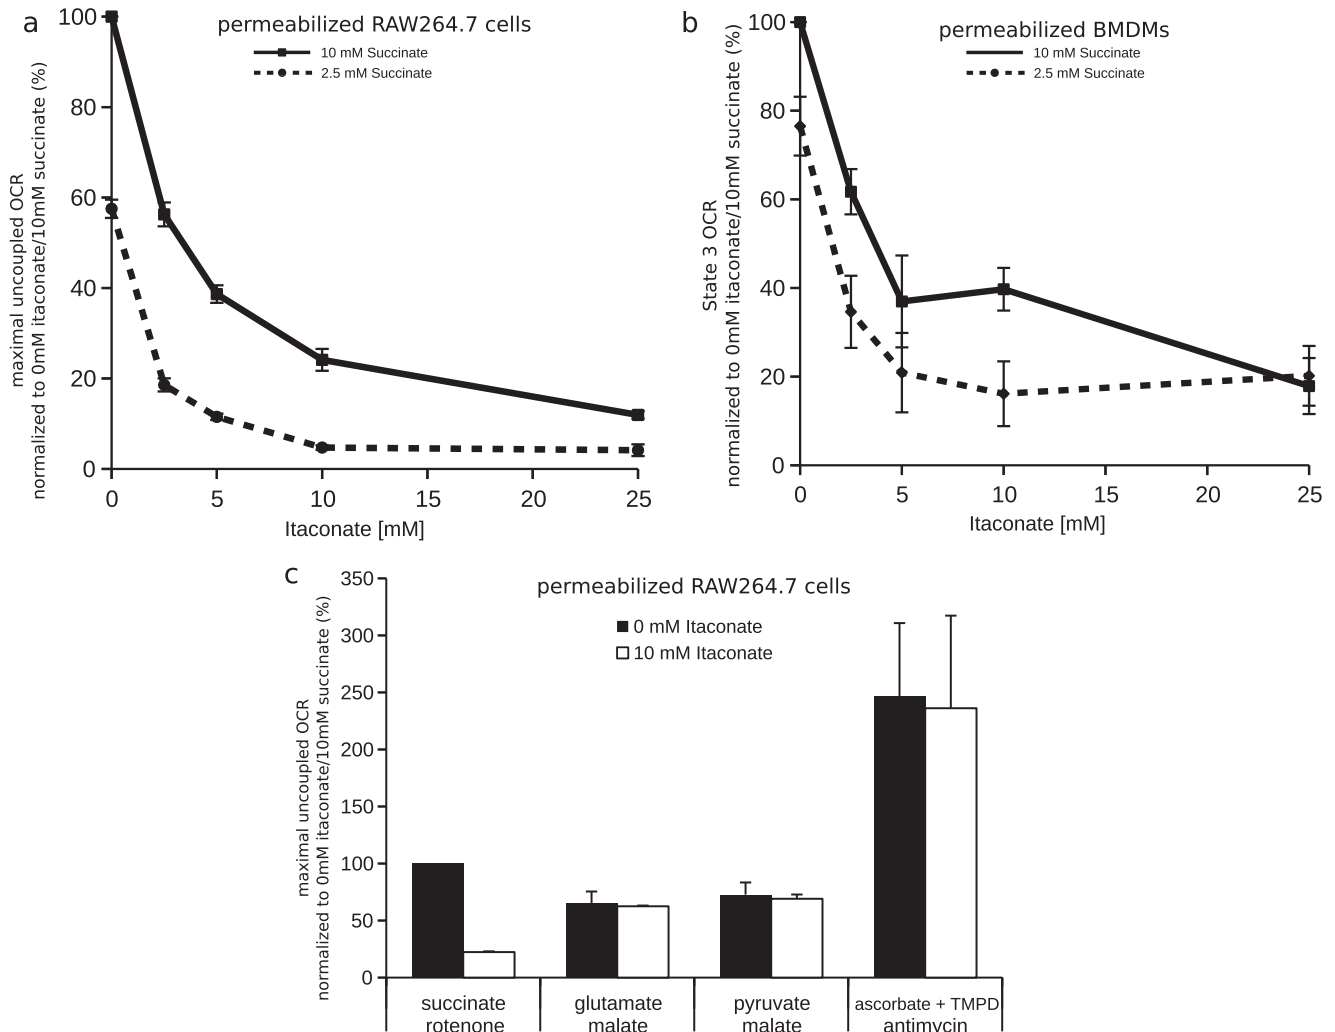 a
permeabilized RAW264.7 cells
10 mM Succinate
2.5 mM Succinate
maximal uncoupled OCR
normalized to 0mM itaconate/10mM succinate (%)
100
80
60
40
20
0
0 5 10 15 20 25
Itaconate [mM]
b
permeabilized BMDMs
10 mM Succinate
2.5 mM Succinate
State 3 OCR
normalized to 0mM itaconate/10mM succinate (%)
100
80
60
40
20
0
0 5 10 15 20 25
Itaconate [mM]
c
permeabilized RAW264.7 cells
0 mM Itaconate
10 mM Itaconate
maximal uncoupled OCR
normalized to 0mM itaconate/10mM succinate (%)
350
300
250
200
150
100
50
0
succinate
rotenone
glutamate
malate
pyruvate
malate
ascorbate + TMPD
antimycin